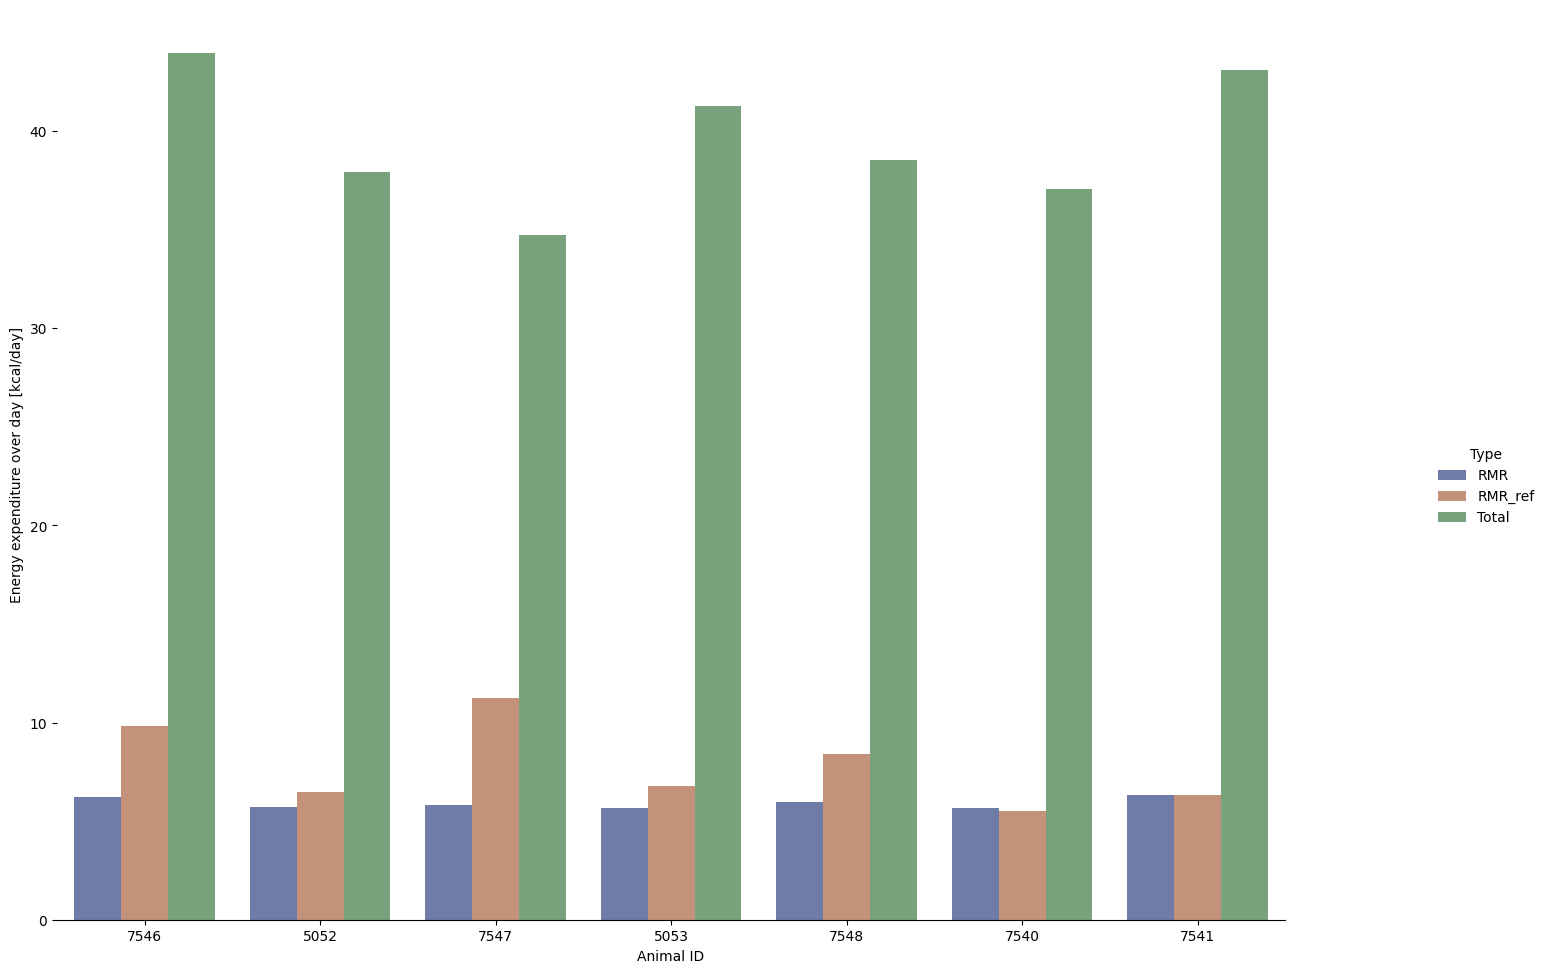 Energy expenditure over day [kcal/day]
40
30
20
10
0
7546 5052 7547 5053 7548 7540 7541
Animal ID
Type
RMR
RMR_ref
Total